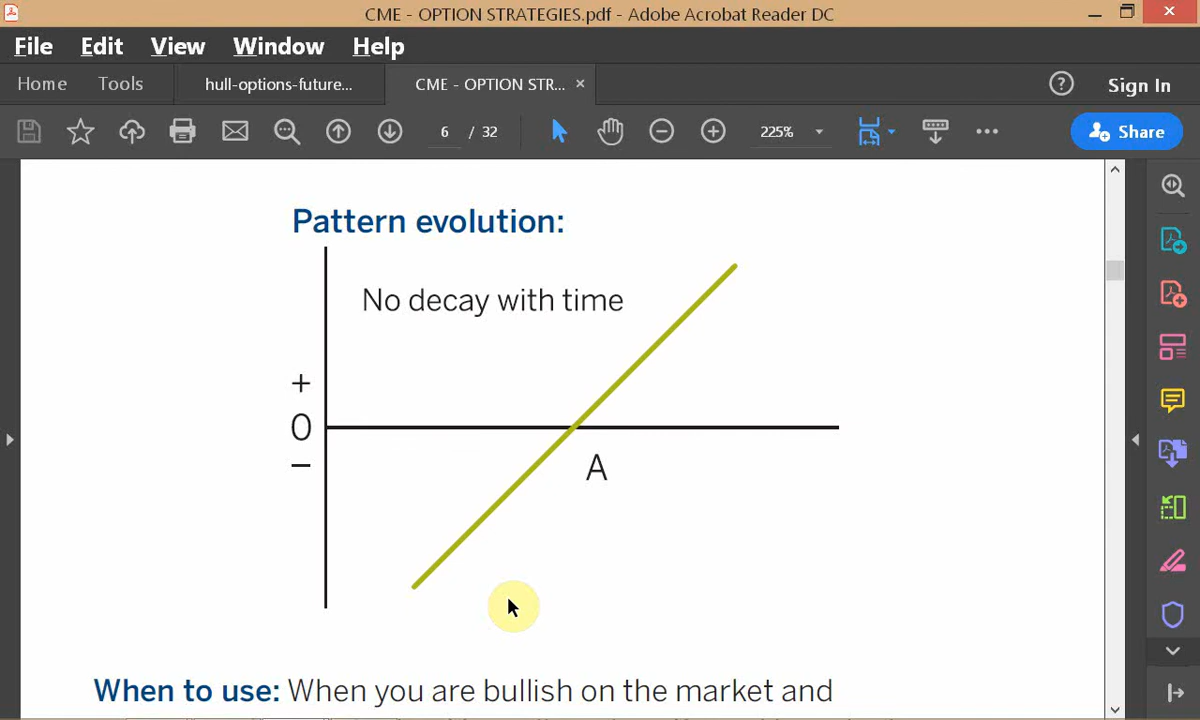 CME - OPTION STRATEGIES.pdf - Adobe Acrobat Reader DC
File Edit View Window Help
Home Tools hull-options-future... CME - OPTION STR... × ? Sign In
6 / 32 225% Share
Pattern evolution:
No decay with time
+
0
−
A
When to use: When you are bullish on the market and